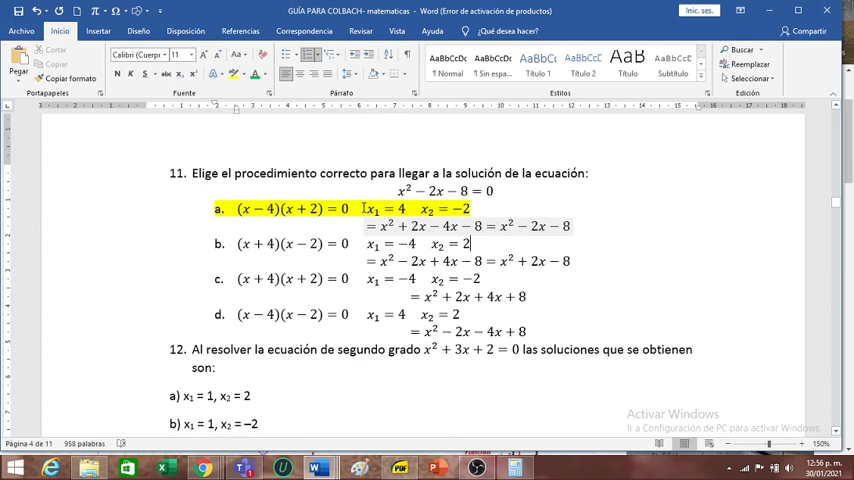 GUÍA PARA COLBACH- matematicas - Word (Error de activación de productos)
Inic. ses.
Archivo Inicio Insertar Diseño Disposición Referencias Correspondencia Revisar Vista Ayuda ¿Qué desea hacer? Compartir
Pegar
Cortar
Copiar
Copiar formato
Portapapeles
Calibri (Cuerpo 11
Fuente
Párrafo
AaBbCcDc AaBbCcDc AaBbCc AaBbCcD AaB AaBbCcD
¶ Normal ¶ Sin espa... Título 1 Título 2 Título Subtítulo
Estilos
Buscar
Reemplazar
Seleccionar
Edición
11. Elige el procedimiento correcto para llegar a la solución de la ecuación:
x² − 2x − 8 = 0
a. (x − 4)(x + 2) = 0 x₁ = 4 x₂ = −2
= x² + 2x − 4x − 8 = x² − 2x − 8
b. (x + 4)(x − 2) = 0 x₁ = −4 x₂ = 2
= x² − 2x + 4x − 8 = x² + 2x − 8
c. (x + 4)(x + 2) = 0 x₁ = −4 x₂ = −2
= x² + 2x + 4x + 8
d. (x − 4)(x − 2) = 0 x₁ = 4 x₂ = 2
= x² − 2x − 4x + 8
12. Al resolver la ecuación de segundo grado x² + 3x + 2 = 0 las soluciones que se obtienen
son:
a) x₁ = 1, x₂ = 2
b) x₁ = 1, x₂ = −2
Activar Windows
Ir a Configuración de PC para activar Windows.
Página 4 de 11 958 palabras
150%
12:56 p. m.
30/01/2021